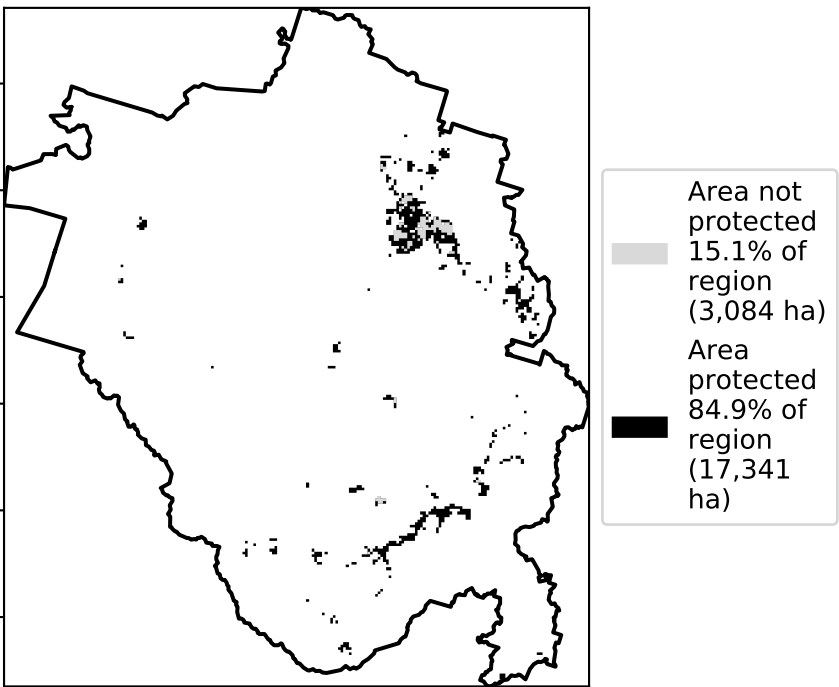 Area not
protected
15.1% of
region
(3,084 ha)
Area
protected
84.9% of
region
(17,341
ha)